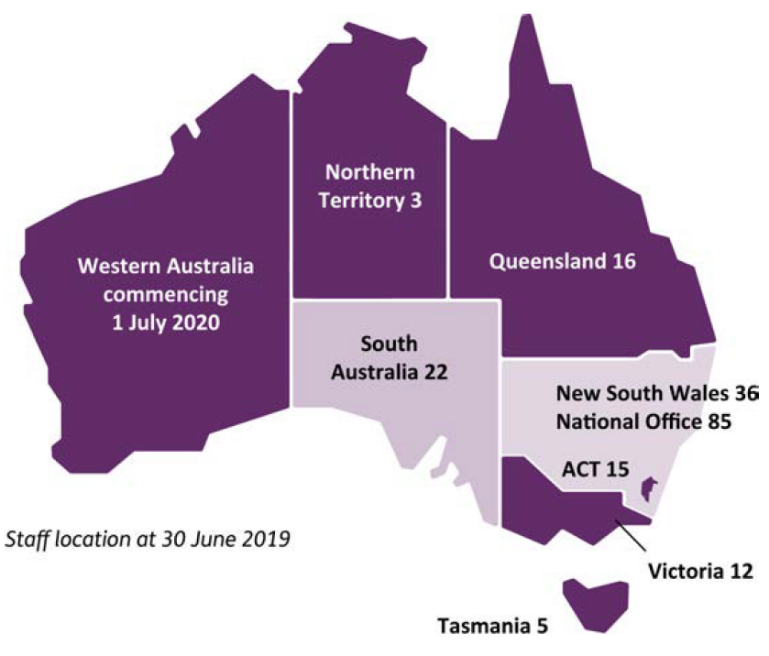 Northern
Territory 3
Queensland 16
Western Australia
commencing
1 July 2020
South
Australia 22
New South Wales 36
National Office 85
ACT 15
Staff location at 30 June 2019
Victoria 12
Tasmania 5